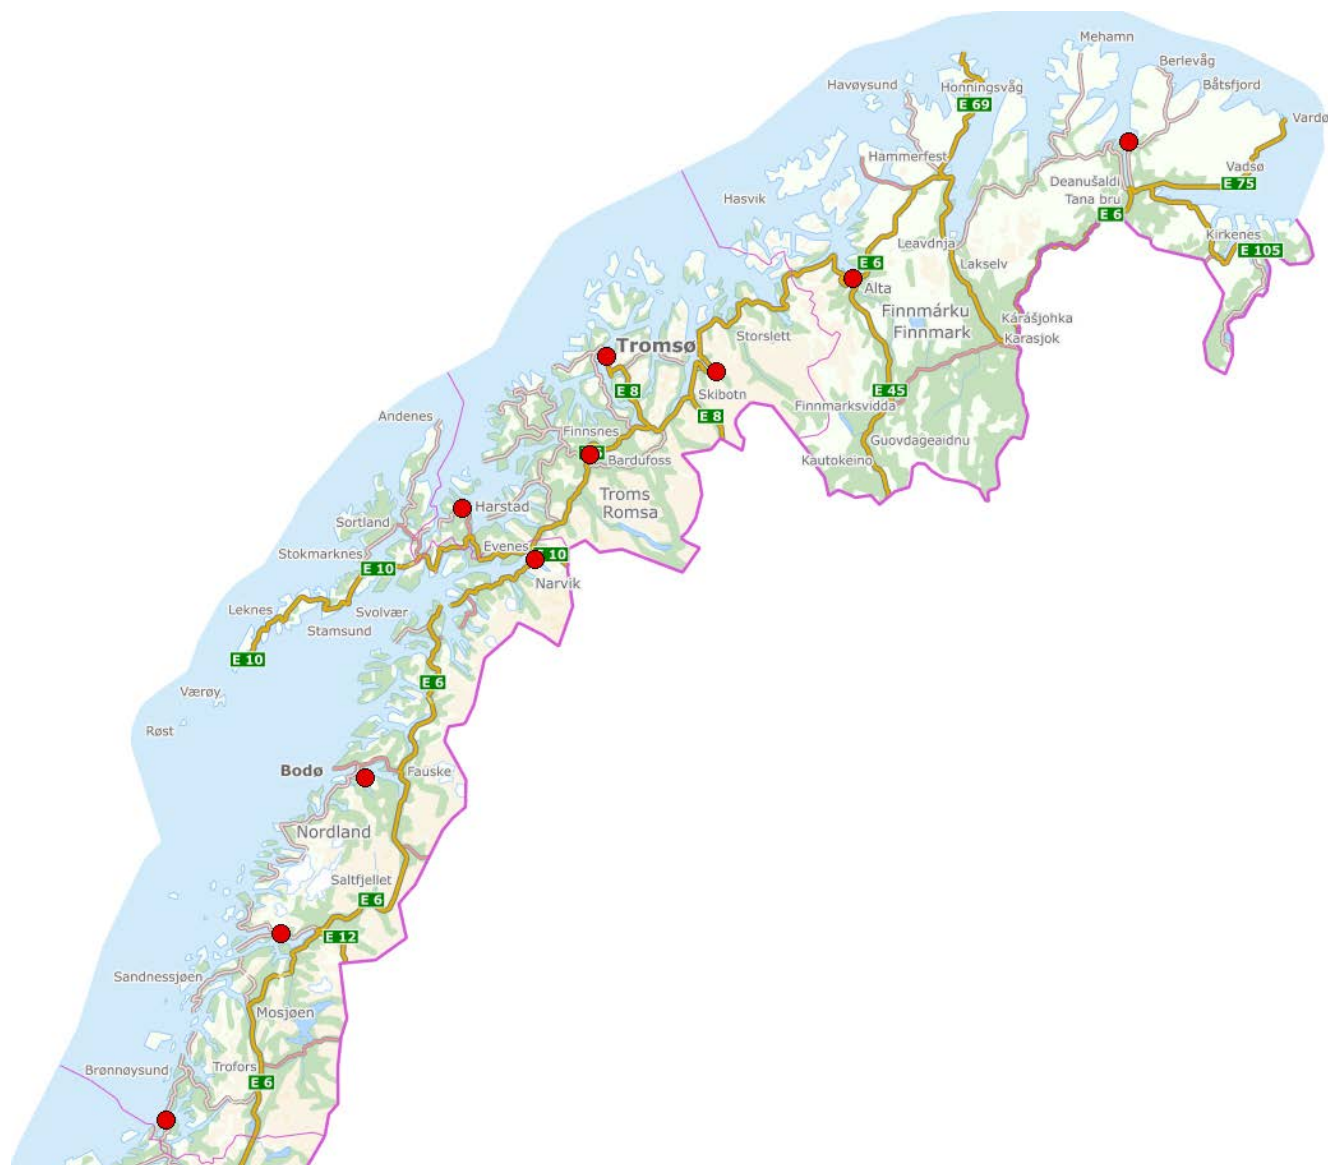 Mehamn
Berlevåg
Havøysund
Honningsvåg
Båtsfjord
E 69
Vardø
Hammerfest
Vadsø
Deanušaldi
E 75
Hasvik
Tana bru
E 6
Leavdnja
Kirkenes
E 105
E 6
Lakselv
Alta
Finnmárku
Finnmark
Kárášjohka
Karasjok
Storslett
Tromsø
E 8
Skibotn
E 45
Finnmarksvidda
E 8
Andenes
Finnsnes
Guovdageaidnu
Bardufoss
Kautokeino
Troms
Romsa
Harstad
Sortland
Evenes
Stokmarknes
E 10
E 10
Narvik
Leknes
Svolvær
Stamsund
E 10
E 6
Værøy
Røst
Bodø
Fauske
Nordland
Saltfjellet
E 6
E 12
Sandnessjøen
Mosjøen
Brønnøysund
Trofors
E 6